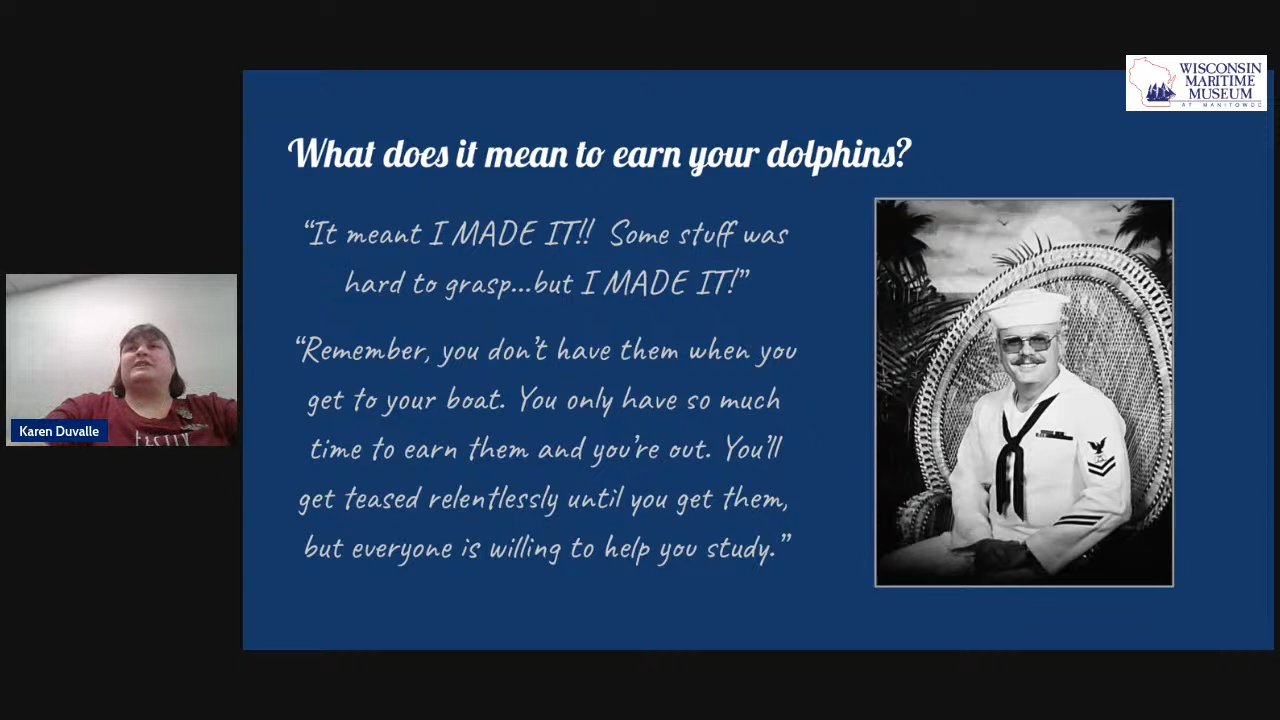 WISCONSIN
MARITIME
MUSEUM
AT MANITOWOC
What does it mean to earn your dolphins?
“It meant I MADE IT!! Some stuff was
hard to grasp...but I MADE IT!”
“Remember, you don’t have them when you
get to your boat. You only have so much
time to earn them and you’re out. You’ll
get teased relentlessly until you get them,
but everyone is willing to help you study.”
Karen Duvalle